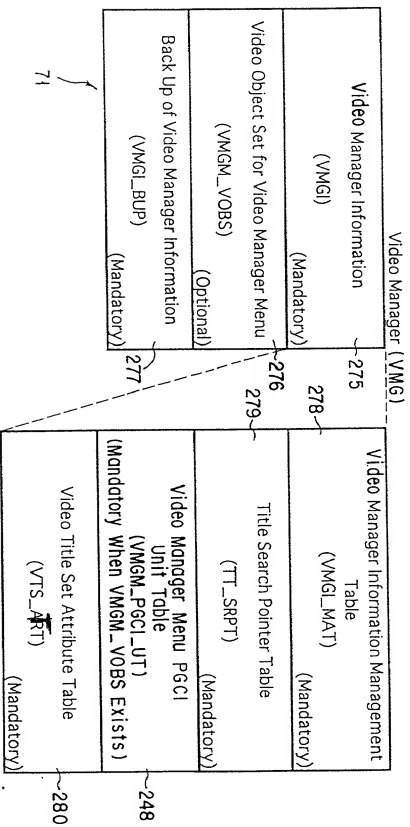 Video Manager (VMG)
Video Manager Information
(VMGI)
(Mandatory)
275
Video Object Set for Video Manager Menu
(VMGM_VOBS)
(Optional)
276
Back Up of Video Manager Information
(VMGI_BUP)
(Mandatory)
277
71
278
Video Manager Information Management
Table
(VMGI_MAT)
(Mandatory)
279
Title Search Pointer Table
(TT_SRPT)
(Mandatory)
Video Manager Menu PGCI
Unit Table
(VMGM_PGCI_UT)
(Mandatory When VMGM_VOBS Exists)
248
Video Title Set Attribute Table
(VTS_ATRT)
(Mandatory)
280